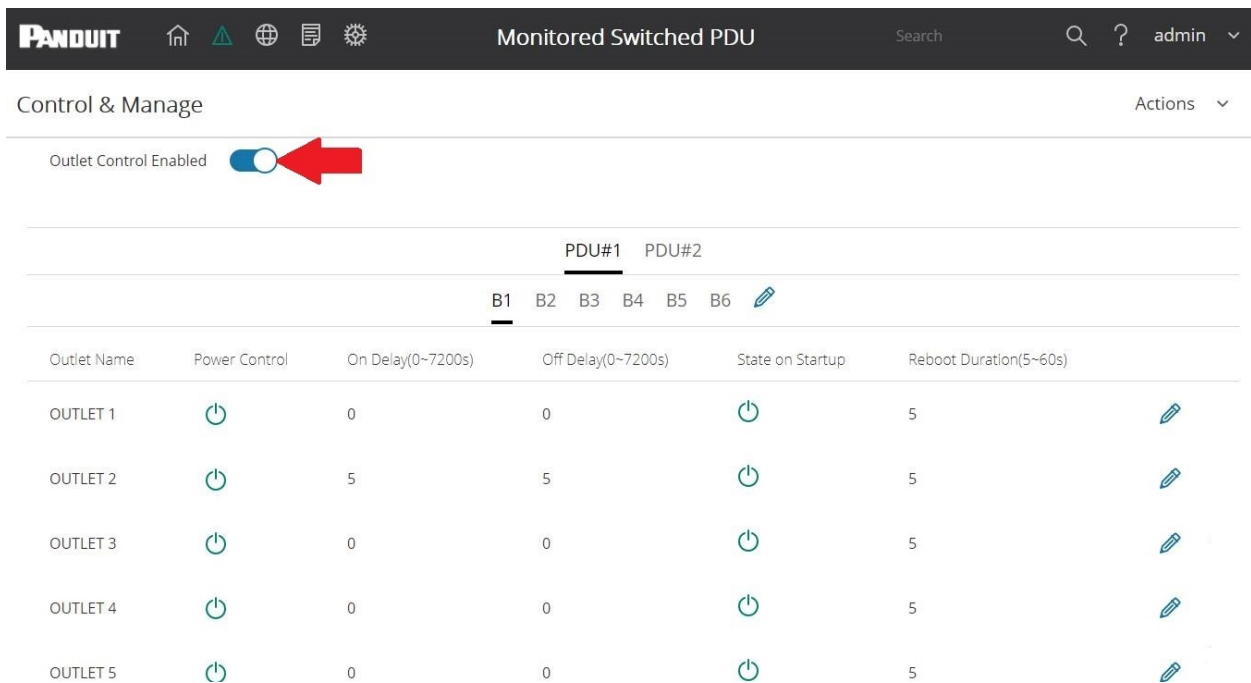 PANDUIT Monitored Switched PDU Search ? admin
Control & Manage Actions
Outlet Control Enabled
PDU#1 PDU#2
B1 B2 B3 B4 B5 B6
Outlet Name Power Control On Delay(0~7200s) Off Delay(0~7200s) State on Startup Reboot Duration(5~60s)
OUTLET 1 0 0 5
OUTLET 2 5 5 5
OUTLET 3 0 0 5
OUTLET 4 0 0 5
OUTLET 5 0 0 5